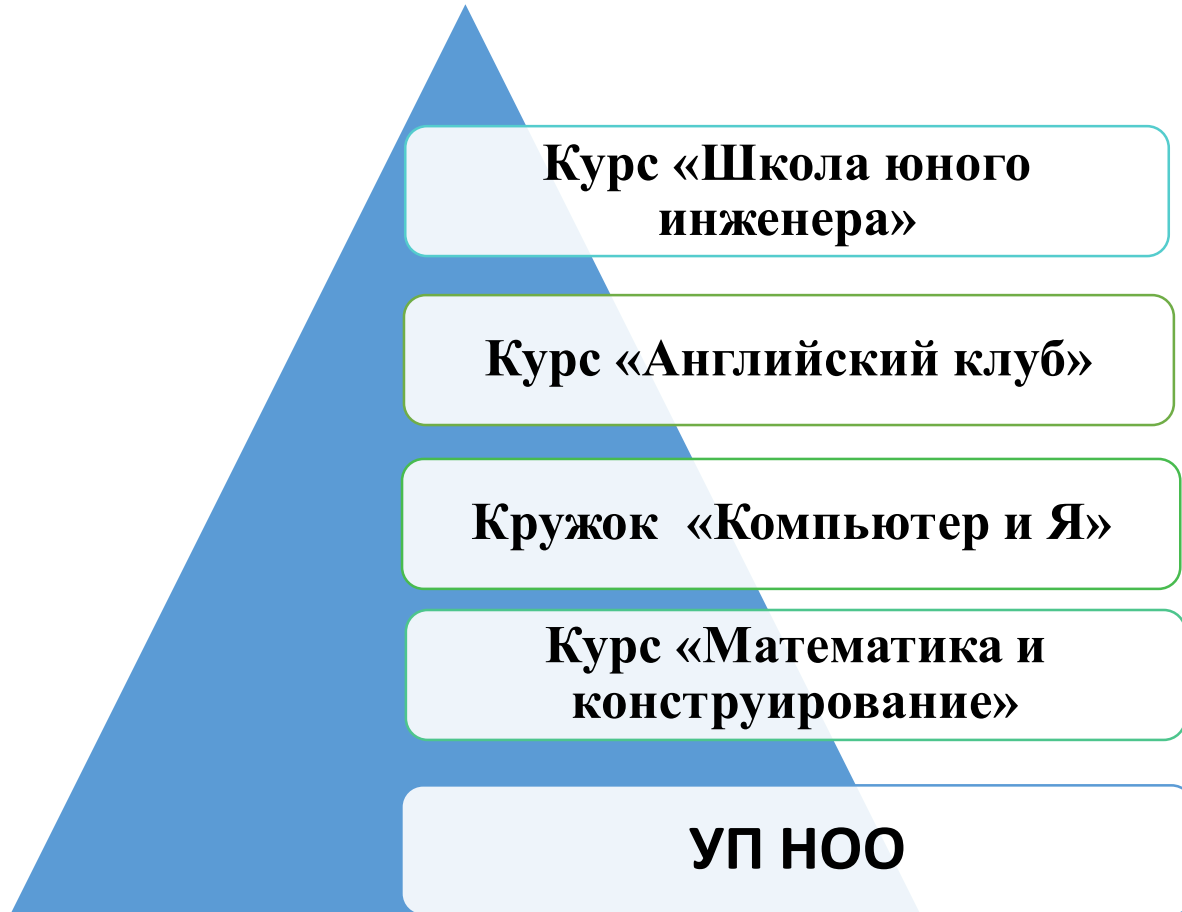 Курс «Школа юного
инженера»
Курс «Английский клуб»
Кружок «Компьютер и Я»
Курс «Математика и
конструирование»
УП НОО